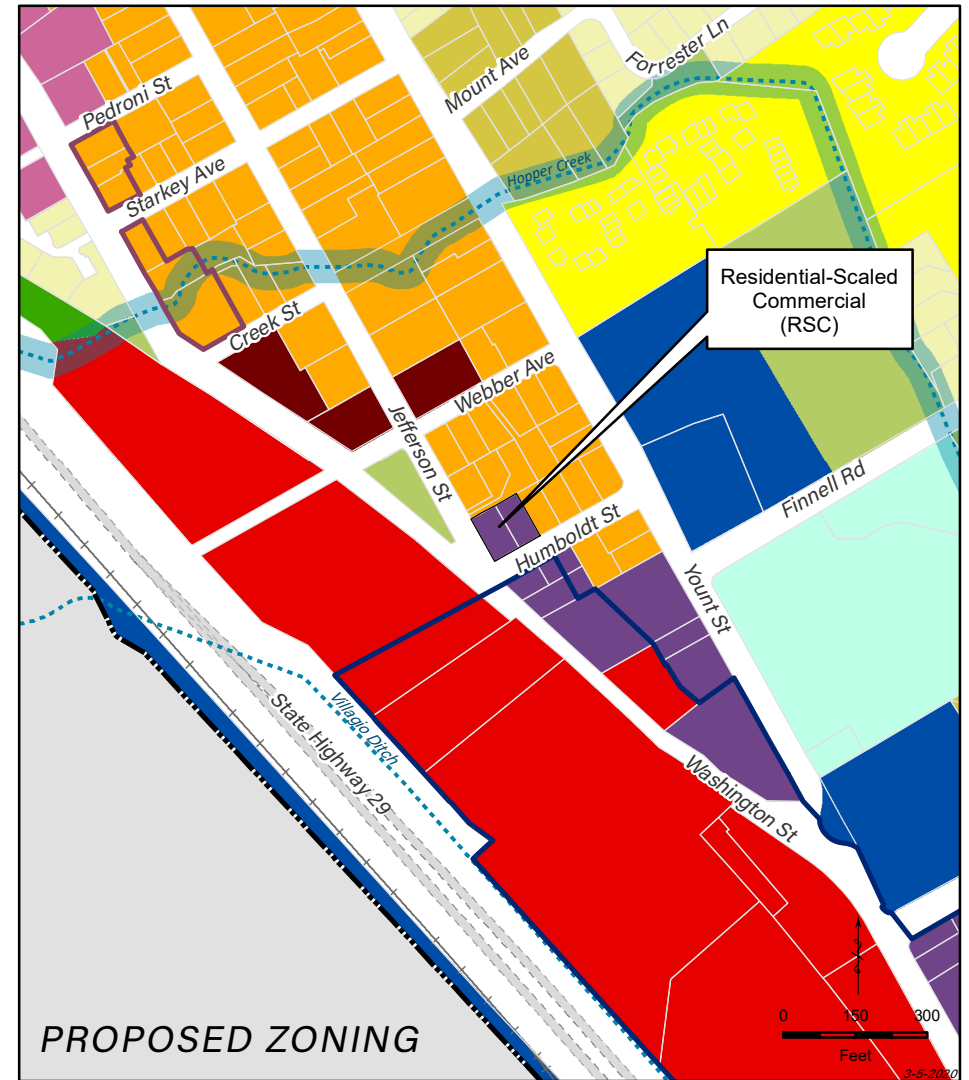 Pedroni St
Mount Ave
Forrester Ln
Starkey Ave
Hopper Creek
Residential-Scaled
Commercial
(RSC)
Creek St
Webber Ave
Jefferson St
Finnell Rd
Humboldt St
Yount St
Villagio Ditch
State Highway 29
Washington St
0 150 300
Feet
PROPOSED ZONING
3-5-2020